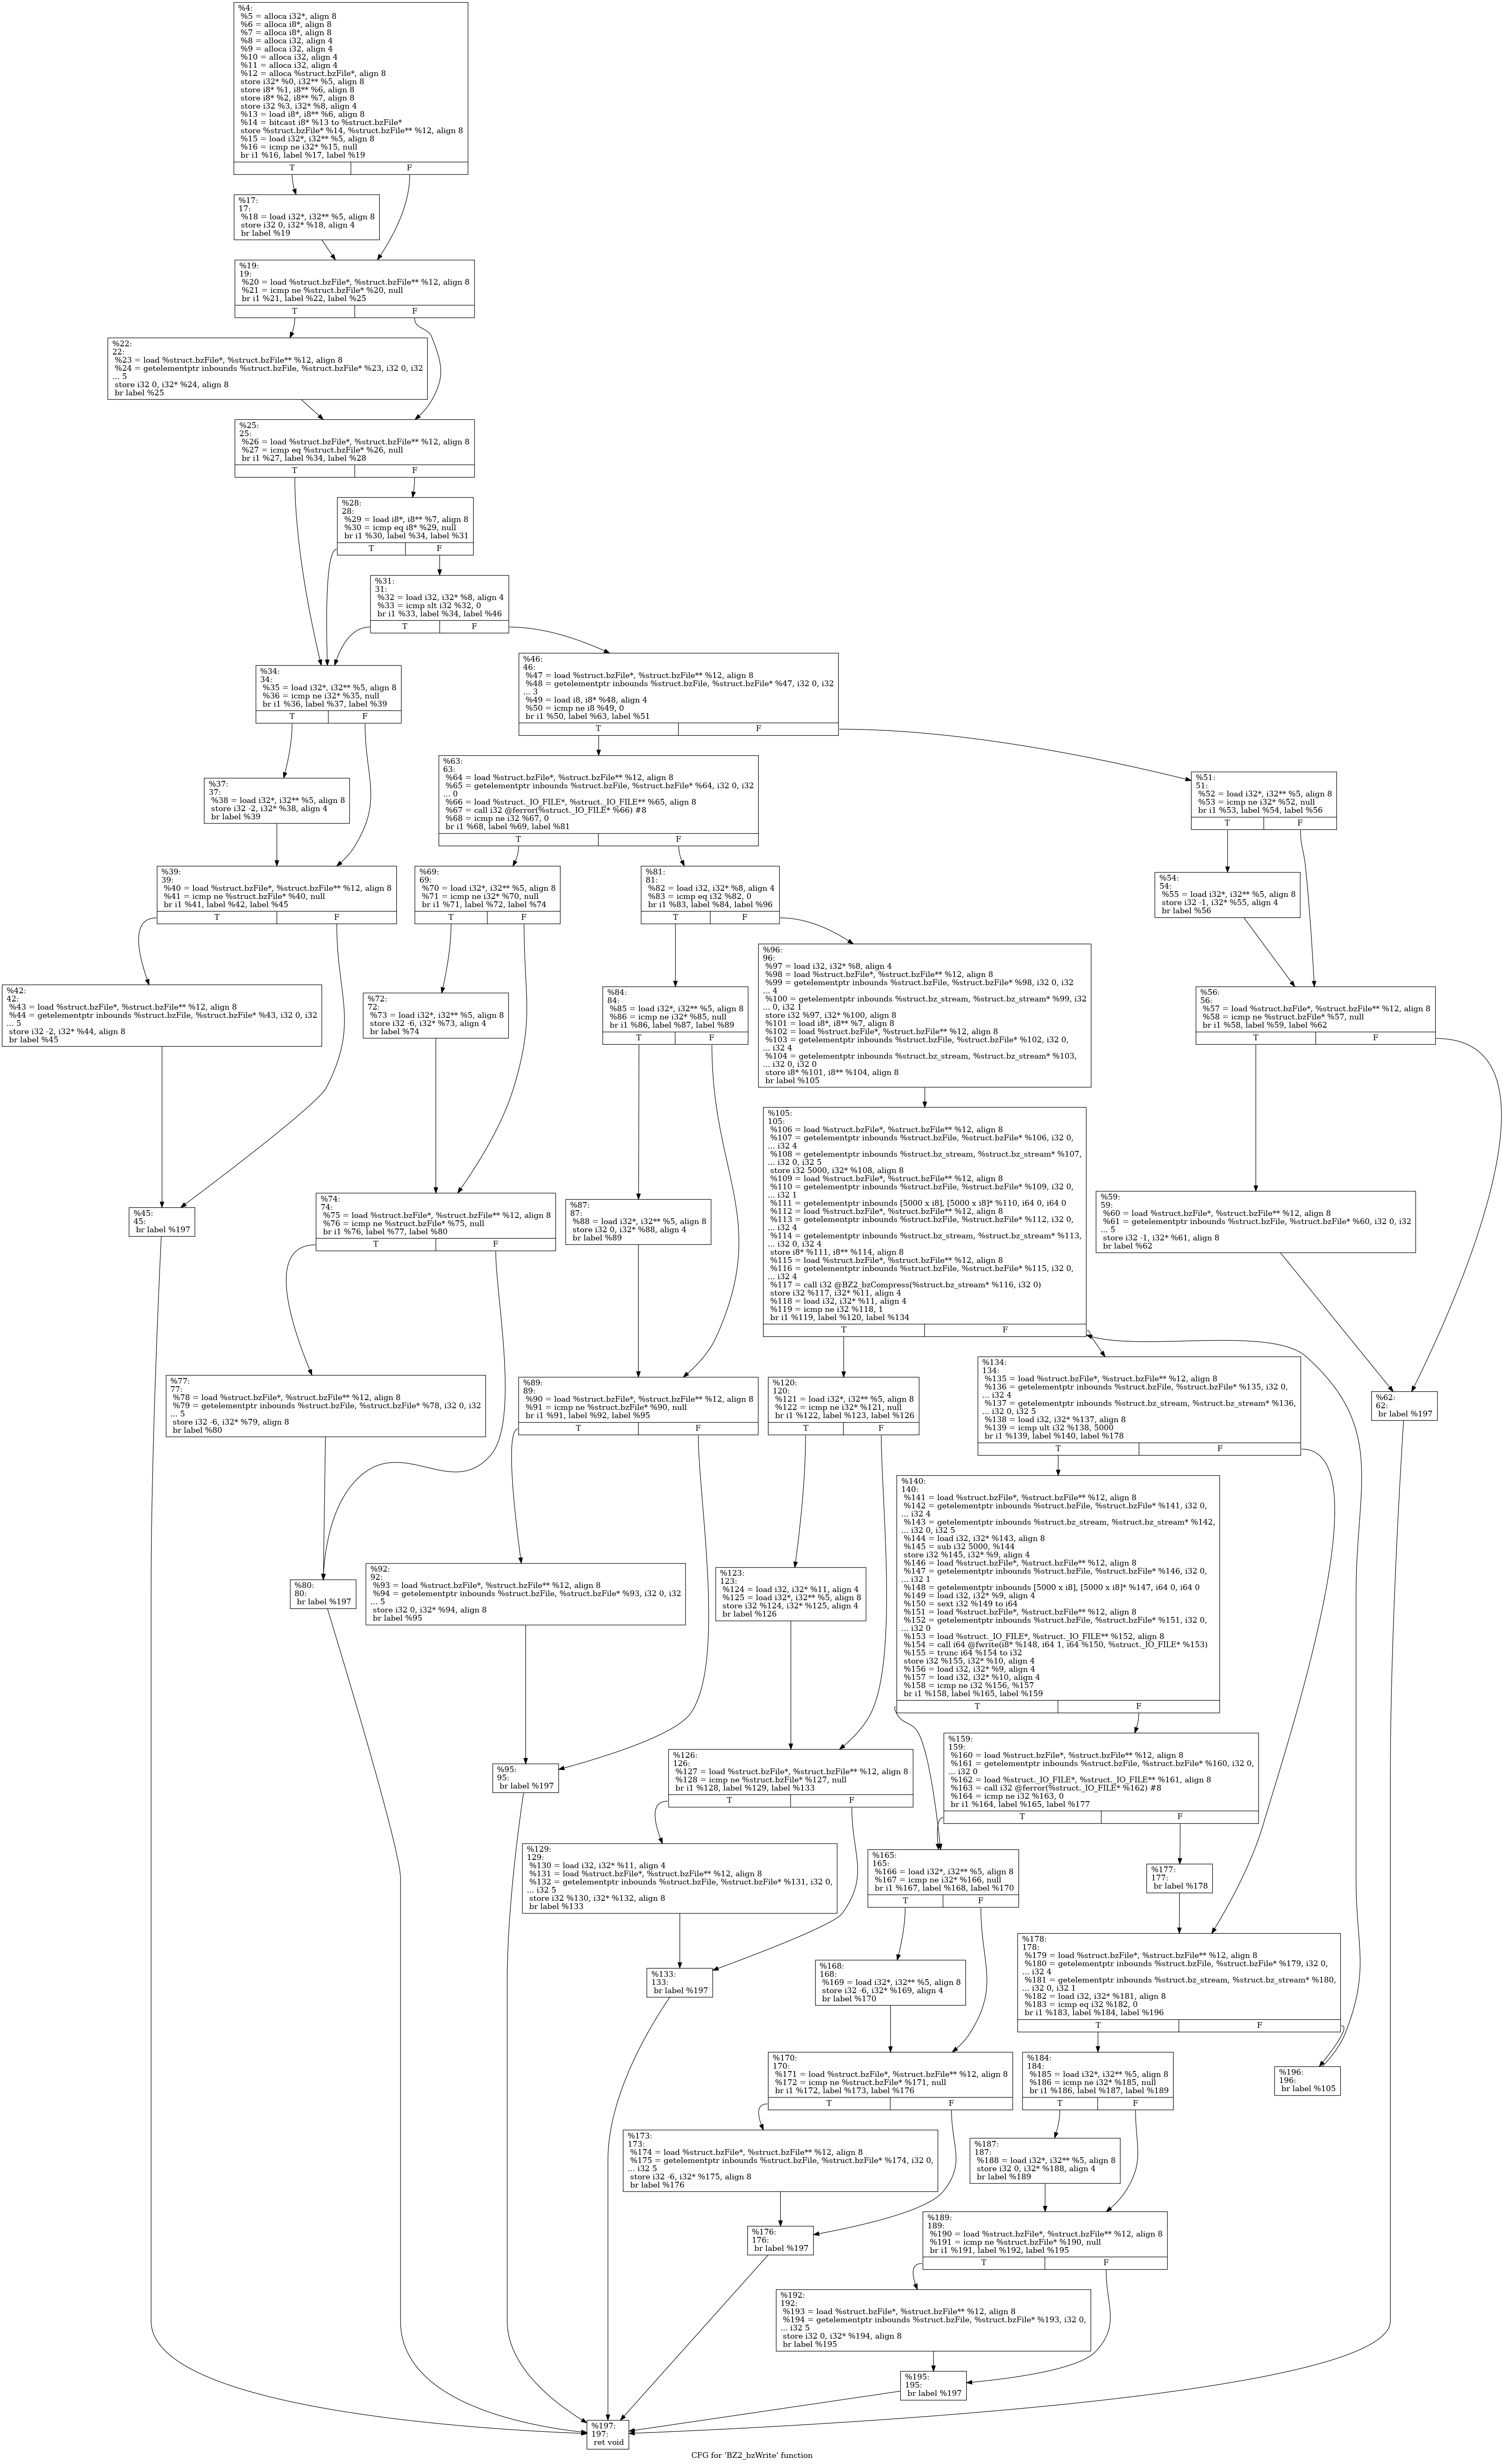 %4:
%5 = alloca i32*, align 8
%6 = alloca i8*, align 8
%7 = alloca i8*, align 8
%8 = alloca i32, align 4
%9 = alloca i32, align 4
%10 = alloca i32, align 4
%11 = alloca i32, align 4
%12 = alloca %struct.bzFile*, align 8
store i32* %0, i32** %5, align 8
store i8* %1, i8** %6, align 8
store i8* %2, i8** %7, align 8
store i32 %3, i32* %8, align 4
%13 = load i8*, i8** %6, align 8
%14 = bitcast i8* %13 to %struct.bzFile*
store %struct.bzFile* %14, %struct.bzFile** %12, align 8
%15 = load i32*, i32** %5, align 8
%16 = icmp ne i32* %15, null
br i1 %16, label %17, label %19
T F
%17:
17:
%18 = load i32*, i32** %5, align 8
store i32 0, i32* %18, align 4
br label %19
%19:
19:
%20 = load %struct.bzFile*, %struct.bzFile** %12, align 8
%21 = icmp ne %struct.bzFile* %20, null
br i1 %21, label %22, label %25
T F
%22:
22:
%23 = load %struct.bzFile*, %struct.bzFile** %12, align 8
%24 = getelementptr inbounds %struct.bzFile, %struct.bzFile* %23, i32 0, i32
... 5
store i32 0, i32* %24, align 8
br label %25
%25:
25:
%26 = load %struct.bzFile*, %struct.bzFile** %12, align 8
%27 = icmp eq %struct.bzFile* %26, null
br i1 %27, label %34, label %28
T F
%28:
28:
%29 = load i8*, i8** %7, align 8
%30 = icmp eq i8* %29, null
br i1 %30, label %34, label %31
T F
%31:
31:
%32 = load i32, i32* %8, align 4
%33 = icmp slt i32 %32, 0
br i1 %33, label %34, label %46
T F
%34:
34:
%35 = load i32*, i32** %5, align 8
%36 = icmp ne i32* %35, null
br i1 %36, label %37, label %39
T F
%46:
46:
%47 = load %struct.bzFile*, %struct.bzFile** %12, align 8
%48 = getelementptr inbounds %struct.bzFile, %struct.bzFile* %47, i32 0, i32
... 3
%49 = load i8, i8* %48, align 4
%50 = icmp ne i8 %49, 0
br i1 %50, label %63, label %51
T F
%37:
37:
%38 = load i32*, i32** %5, align 8
store i32 -2, i32* %38, align 4
br label %39
%63:
63:
%64 = load %struct.bzFile*, %struct.bzFile** %12, align 8
%65 = getelementptr inbounds %struct.bzFile, %struct.bzFile* %64, i32 0, i32
... 0
%66 = load %struct._IO_FILE*, %struct._IO_FILE** %65, align 8
%67 = call i32 @ferror(%struct._IO_FILE* %66) #8
%68 = icmp ne i32 %67, 0
br i1 %68, label %69, label %81
T F
%51:
51:
%52 = load i32*, i32** %5, align 8
%53 = icmp ne i32* %52, null
br i1 %53, label %54, label %56
T F
%39:
39:
%40 = load %struct.bzFile*, %struct.bzFile** %12, align 8
%41 = icmp ne %struct.bzFile* %40, null
br i1 %41, label %42, label %45
T F
%69:
69:
%70 = load i32*, i32** %5, align 8
%71 = icmp ne i32* %70, null
br i1 %71, label %72, label %74
T F
%81:
81:
%82 = load i32, i32* %8, align 4
%83 = icmp eq i32 %82, 0
br i1 %83, label %84, label %96
T F
%54:
54:
%55 = load i32*, i32** %5, align 8
store i32 -1, i32* %55, align 4
br label %56
%42:
42:
%43 = load %struct.bzFile*, %struct.bzFile** %12, align 8
%44 = getelementptr inbounds %struct.bzFile, %struct.bzFile* %43, i32 0, i32
... 5
store i32 -2, i32* %44, align 8
br label %45
%72:
72:
%73 = load i32*, i32** %5, align 8
store i32 -6, i32* %73, align 4
br label %74
%84:
84:
%85 = load i32*, i32** %5, align 8
%86 = icmp ne i32* %85, null
br i1 %86, label %87, label %89
T F
%96:
96:
%97 = load i32, i32* %8, align 4
%98 = load %struct.bzFile*, %struct.bzFile** %12, align 8
%99 = getelementptr inbounds %struct.bzFile, %struct.bzFile* %98, i32 0, i32
... 4
%100 = getelementptr inbounds %struct.bz_stream, %struct.bz_stream* %99, i32
... 0, i32 1
store i32 %97, i32* %100, align 8
%101 = load i8*, i8** %7, align 8
%102 = load %struct.bzFile*, %struct.bzFile** %12, align 8
%103 = getelementptr inbounds %struct.bzFile, %struct.bzFile* %102, i32 0,
... i32 4
%104 = getelementptr inbounds %struct.bz_stream, %struct.bz_stream* %103,
... i32 0, i32 0
store i8* %101, i8** %104, align 8
br label %105
%56:
56:
%57 = load %struct.bzFile*, %struct.bzFile** %12, align 8
%58 = icmp ne %struct.bzFile* %57, null
br i1 %58, label %59, label %62
T F
%105:
105:
%106 = load %struct.bzFile*, %struct.bzFile** %12, align 8
%107 = getelementptr inbounds %struct.bzFile, %struct.bzFile* %106, i32 0,
... i32 4
%108 = getelementptr inbounds %struct.bz_stream, %struct.bz_stream* %107,
... i32 0, i32 5
store i32 5000, i32* %108, align 8
%109 = load %struct.bzFile*, %struct.bzFile** %12, align 8
%110 = getelementptr inbounds %struct.bzFile, %struct.bzFile* %109, i32 0,
... i32 1
%111 = getelementptr inbounds [5000 x i8], [5000 x i8]* %110, i64 0, i64 0
%112 = load %struct.bzFile*, %struct.bzFile** %12, align 8
%113 = getelementptr inbounds %struct.bzFile, %struct.bzFile* %112, i32 0,
... i32 4
%114 = getelementptr inbounds %struct.bz_stream, %struct.bz_stream* %113,
... i32 0, i32 4
store i8* %111, i8** %114, align 8
%115 = load %struct.bzFile*, %struct.bzFile** %12, align 8
%116 = getelementptr inbounds %struct.bzFile, %struct.bzFile* %115, i32 0,
... i32 4
%117 = call i32 @BZ2_bzCompress(%struct.bz_stream* %116, i32 0)
store i32 %117, i32* %11, align 4
%118 = load i32, i32* %11, align 4
%119 = icmp ne i32 %118, 1
br i1 %119, label %120, label %134
T F
%45:
45:
br label %197
%74:
74:
%75 = load %struct.bzFile*, %struct.bzFile** %12, align 8
%76 = icmp ne %struct.bzFile* %75, null
br i1 %76, label %77, label %80
T F
%87:
87:
%88 = load i32*, i32** %5, align 8
store i32 0, i32* %88, align 4
br label %89
%59:
59:
%60 = load %struct.bzFile*, %struct.bzFile** %12, align 8
%61 = getelementptr inbounds %struct.bzFile, %struct.bzFile* %60, i32 0, i32
... 5
store i32 -1, i32* %61, align 8
br label %62
%77:
77:
%78 = load %struct.bzFile*, %struct.bzFile** %12, align 8
%79 = getelementptr inbounds %struct.bzFile, %struct.bzFile* %78, i32 0, i32
... 5
store i32 -6, i32* %79, align 8
br label %80
%89:
89:
%90 = load %struct.bzFile*, %struct.bzFile** %12, align 8
%91 = icmp ne %struct.bzFile* %90, null
br i1 %91, label %92, label %95
T F
%120:
120:
%121 = load i32*, i32** %5, align 8
%122 = icmp ne i32* %121, null
br i1 %122, label %123, label %126
T F
%134:
134:
%135 = load %struct.bzFile*, %struct.bzFile** %12, align 8
%136 = getelementptr inbounds %struct.bzFile, %struct.bzFile* %135, i32 0,
... i32 4
%137 = getelementptr inbounds %struct.bz_stream, %struct.bz_stream* %136,
... i32 0, i32 5
%138 = load i32, i32* %137, align 8
%139 = icmp ult i32 %138, 5000
br i1 %139, label %140, label %178
T F
%62:
62:
br label %197
%140:
140:
%141 = load %struct.bzFile*, %struct.bzFile** %12, align 8
%142 = getelementptr inbounds %struct.bzFile, %struct.bzFile* %141, i32 0,
... i32 4
%143 = getelementptr inbounds %struct.bz_stream, %struct.bz_stream* %142,
... i32 0, i32 5
%144 = load i32, i32* %143, align 8
%145 = sub i32 5000, %144
store i32 %145, i32* %9, align 4
%146 = load %struct.bzFile*, %struct.bzFile** %12, align 8
%147 = getelementptr inbounds %struct.bzFile, %struct.bzFile* %146, i32 0,
... i32 1
%148 = getelementptr inbounds [5000 x i8], [5000 x i8]* %147, i64 0, i64 0
%149 = load i32, i32* %9, align 4
%150 = sext i32 %149 to i64
%151 = load %struct.bzFile*, %struct.bzFile** %12, align 8
%152 = getelementptr inbounds %struct.bzFile, %struct.bzFile* %151, i32 0,
... i32 0
%153 = load %struct._IO_FILE*, %struct._IO_FILE** %152, align 8
%154 = call i64 @fwrite(i8* %148, i64 1, i64 %150, %struct._IO_FILE* %153)
%155 = trunc i64 %154 to i32
store i32 %155, i32* %10, align 4
%156 = load i32, i32* %9, align 4
%157 = load i32, i32* %10, align 4
%158 = icmp ne i32 %156, %157
br i1 %158, label %165, label %159
T F
%80:
80:
br label %197
%92:
92:
%93 = load %struct.bzFile*, %struct.bzFile** %12, align 8
%94 = getelementptr inbounds %struct.bzFile, %struct.bzFile* %93, i32 0, i32
... 5
store i32 0, i32* %94, align 8
br label %95
%123:
123:
%124 = load i32, i32* %11, align 4
%125 = load i32*, i32** %5, align 8
store i32 %124, i32* %125, align 4
br label %126
%159:
159:
%160 = load %struct.bzFile*, %struct.bzFile** %12, align 8
%161 = getelementptr inbounds %struct.bzFile, %struct.bzFile* %160, i32 0,
... i32 0
%162 = load %struct._IO_FILE*, %struct._IO_FILE** %161, align 8
%163 = call i32 @ferror(%struct._IO_FILE* %162) #8
%164 = icmp ne i32 %163, 0
br i1 %164, label %165, label %177
T F
%95:
95:
br label %197
%126:
126:
%127 = load %struct.bzFile*, %struct.bzFile** %12, align 8
%128 = icmp ne %struct.bzFile* %127, null
br i1 %128, label %129, label %133
T F
%129:
129:
%130 = load i32, i32* %11, align 4
%131 = load %struct.bzFile*, %struct.bzFile** %12, align 8
%132 = getelementptr inbounds %struct.bzFile, %struct.bzFile* %131, i32 0,
... i32 5
store i32 %130, i32* %132, align 8
br label %133
%165:
165:
%166 = load i32*, i32** %5, align 8
%167 = icmp ne i32* %166, null
br i1 %167, label %168, label %170
T F
%177:
177:
br label %178
%178:
178:
%179 = load %struct.bzFile*, %struct.bzFile** %12, align 8
%180 = getelementptr inbounds %struct.bzFile, %struct.bzFile* %179, i32 0,
... i32 4
%181 = getelementptr inbounds %struct.bz_stream, %struct.bz_stream* %180,
... i32 0, i32 1
%182 = load i32, i32* %181, align 8
%183 = icmp eq i32 %182, 0
br i1 %183, label %184, label %196
T F
%133:
133:
br label %197
%168:
168:
%169 = load i32*, i32** %5, align 8
store i32 -6, i32* %169, align 4
br label %170
%170:
170:
%171 = load %struct.bzFile*, %struct.bzFile** %12, align 8
%172 = icmp ne %struct.bzFile* %171, null
br i1 %172, label %173, label %176
T F
%184:
184:
%185 = load i32*, i32** %5, align 8
%186 = icmp ne i32* %185, null
br i1 %186, label %187, label %189
T F
%196:
196:
br label %105
%173:
173:
%174 = load %struct.bzFile*, %struct.bzFile** %12, align 8
%175 = getelementptr inbounds %struct.bzFile, %struct.bzFile* %174, i32 0,
... i32 5
store i32 -6, i32* %175, align 8
br label %176
%187:
187:
%188 = load i32*, i32** %5, align 8
store i32 0, i32* %188, align 4
br label %189
%176:
176:
br label %197
%189:
189:
%190 = load %struct.bzFile*, %struct.bzFile** %12, align 8
%191 = icmp ne %struct.bzFile* %190, null
br i1 %191, label %192, label %195
T F
%192:
192:
%193 = load %struct.bzFile*, %struct.bzFile** %12, align 8
%194 = getelementptr inbounds %struct.bzFile, %struct.bzFile* %193, i32 0,
... i32 5
store i32 0, i32* %194, align 8
br label %195
%195:
195:
br label %197
%197:
197:
ret void
CFG for 'BZ2_bzWrite' function